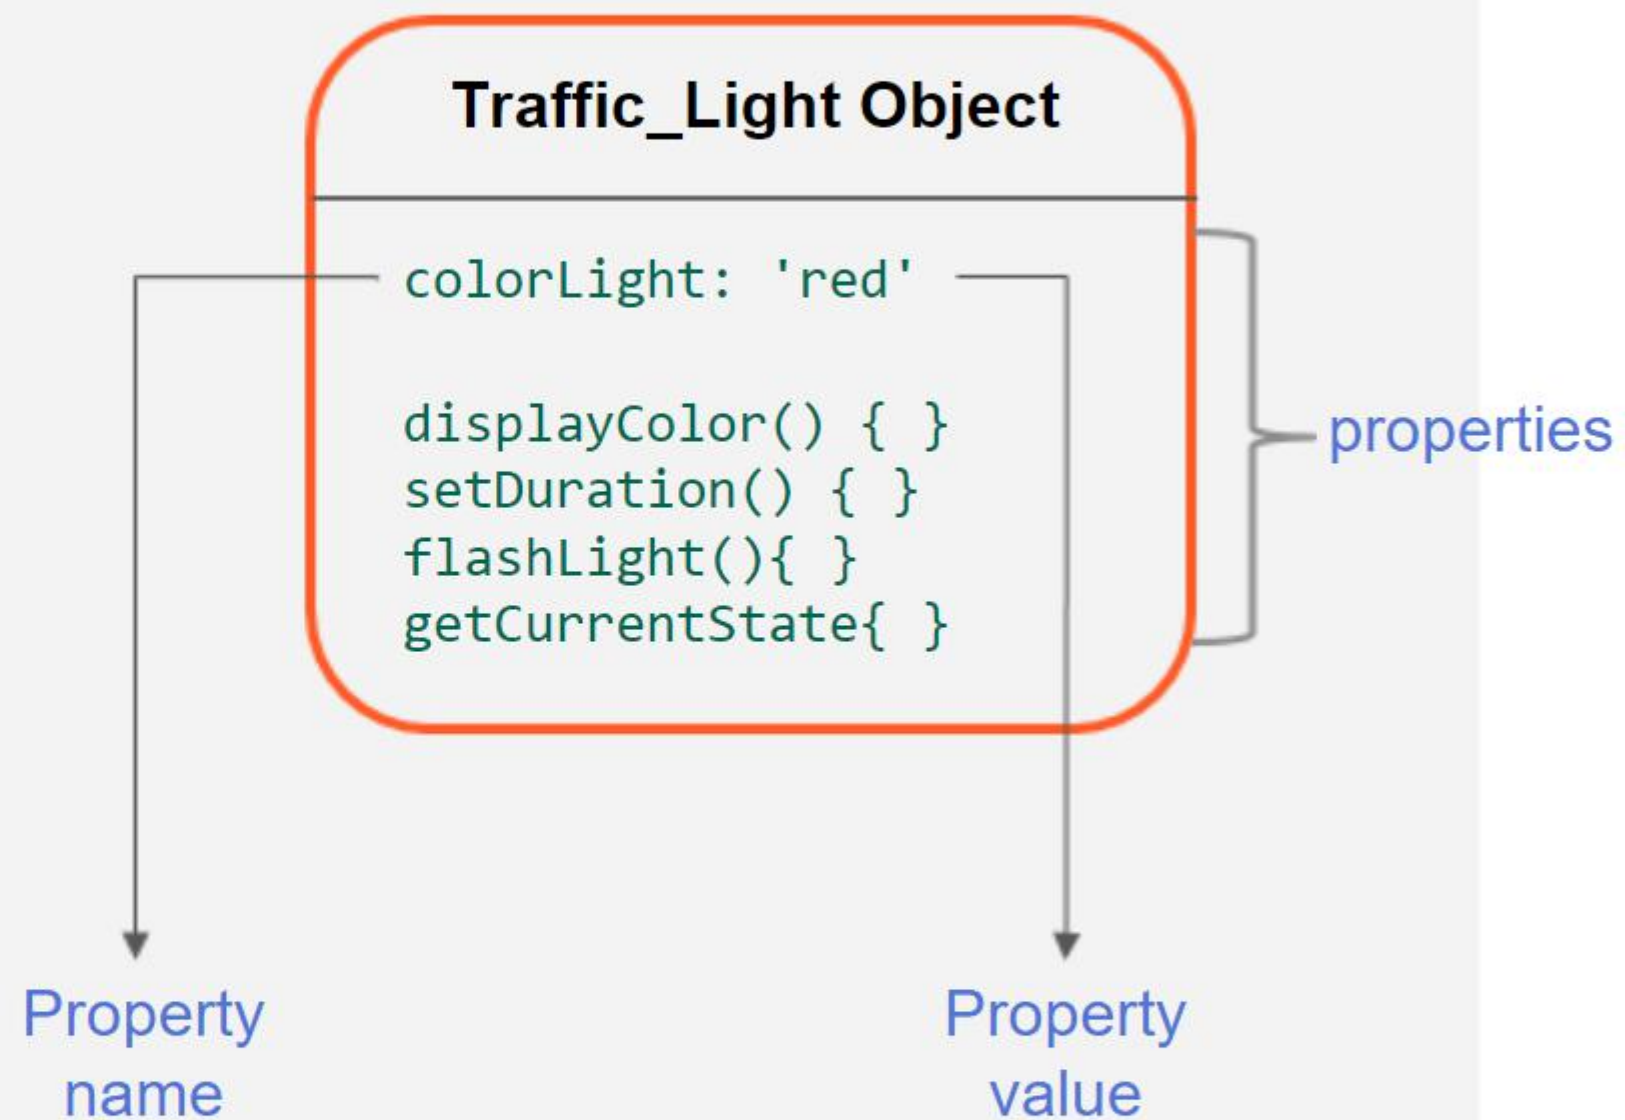 Traffic_Light Object
colorLight: 'red'
displayColor() { }
setDuration() { }
flashLight(){ }
getCurrentState{ }
properties
Property
name
Property
value